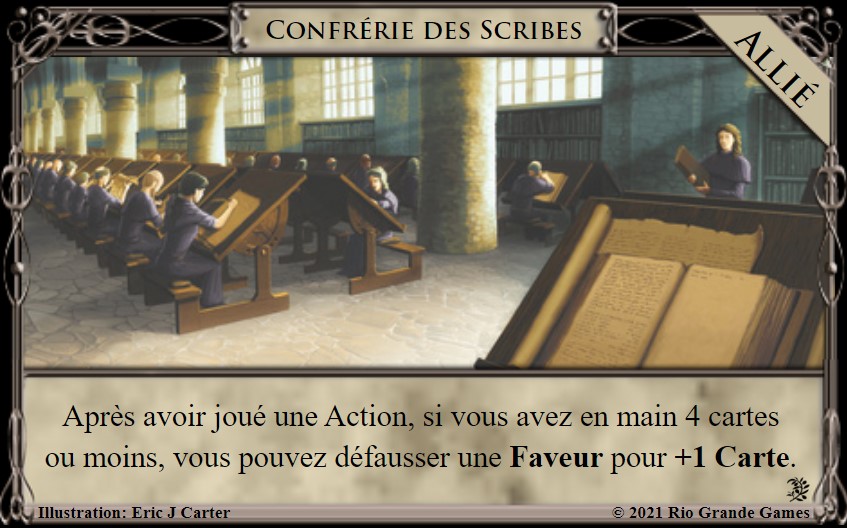 Confrérie des Scribes
Allié
Après avoir joué une Action, si vous avez en main 4 cartes
ou moins, vous pouvez défausser une Faveur pour +1 Carte.
Illustration: Eric J Carter
© 2021 Rio Grande Games